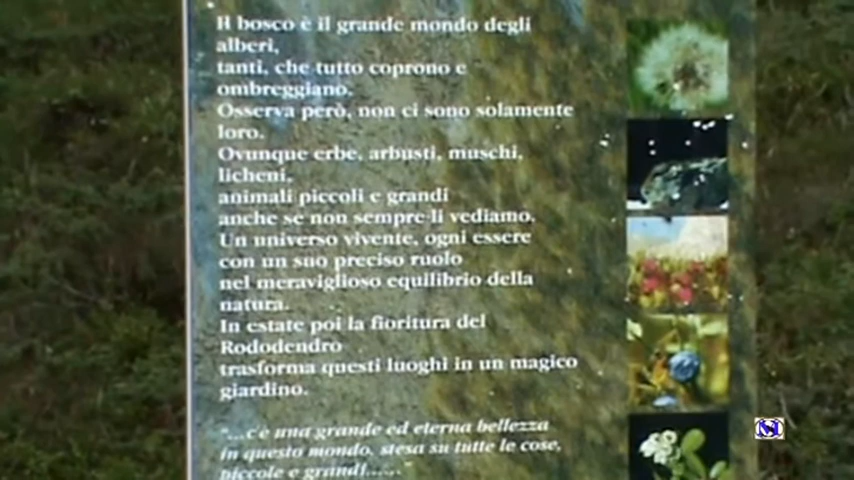 Il bosco è il grande mondo degli
alberi,
tanti, che tutto coprono e
ombreggiano.
Osserva però, non ci sono solamente
loro.
Ovunque erbe, arbusti, muschi,
licheni,
animali piccoli e grandi
anche se non sempre li vediamo.
Un universo vivente, ogni essere
con un suo preciso ruolo
nel meraviglioso equilibrio della
natura.
In estate poi la fioritura del
Rododendro
trasforma questi luoghi in un magico
giardino.
"...c'è una grande ed eterna bellezza
in questo mondo, stesa su tutte le cose,
piccole e grandi......"